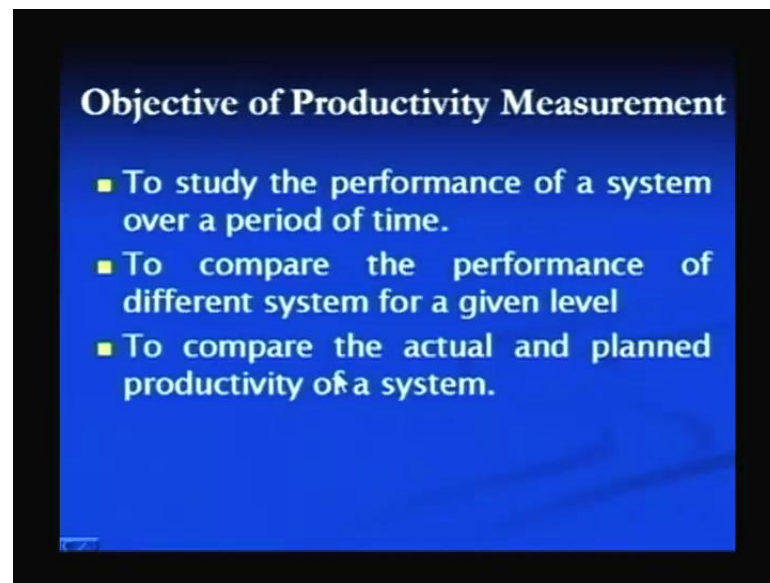 Objective of Productivity Measurement
To study the performance of a system
over a period of time.
To compare the performance of
different system for a given level
To compare the actual and planned
productivity of a system.